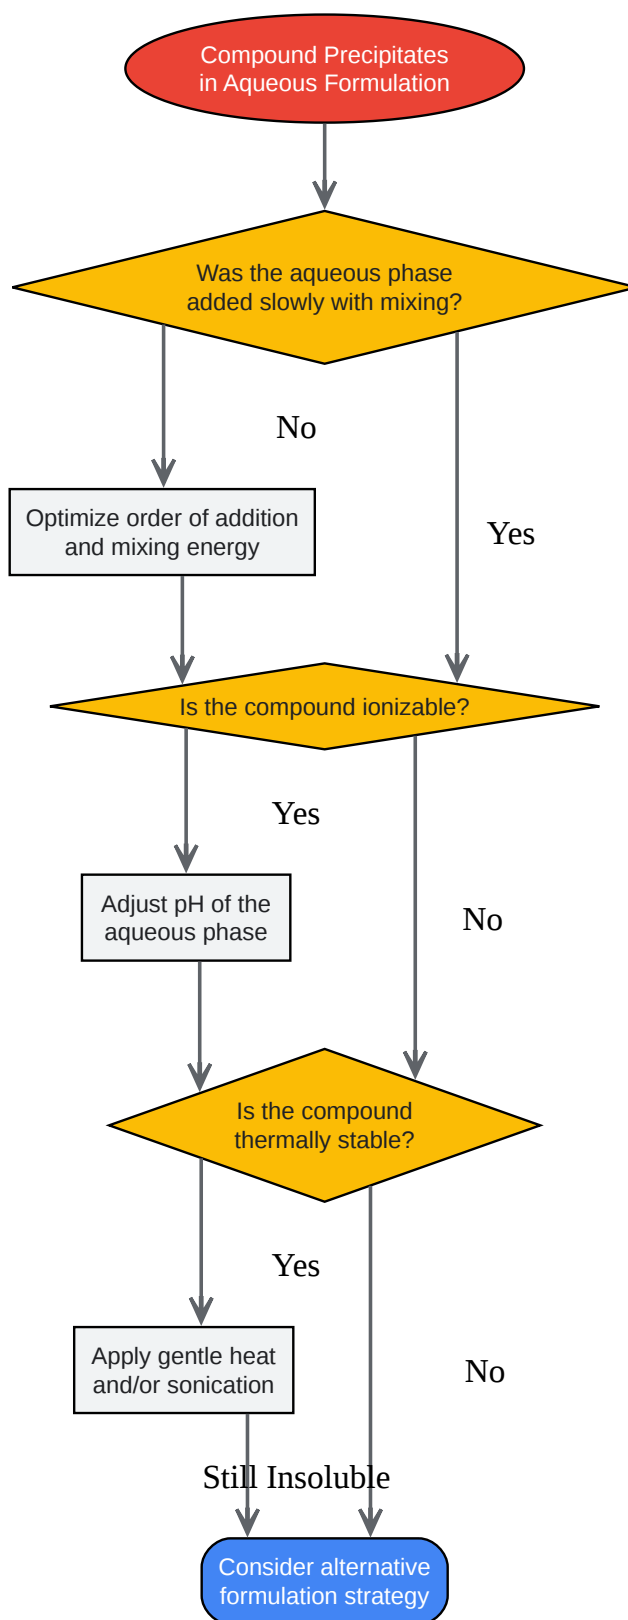 Compound Precipitates
in Aqueous Formulation
Was the aqueous phase
added slowly with mixing?
No
Optimize order of addition
and mixing energy
Yes
Is the compound ionizable?
Yes
Adjust pH of the
aqueous phase
No
Is the compound
thermally stable?
Yes
Apply gentle heat
and/or sonication
No
Still Insoluble
Consider alternative
formulation strategy